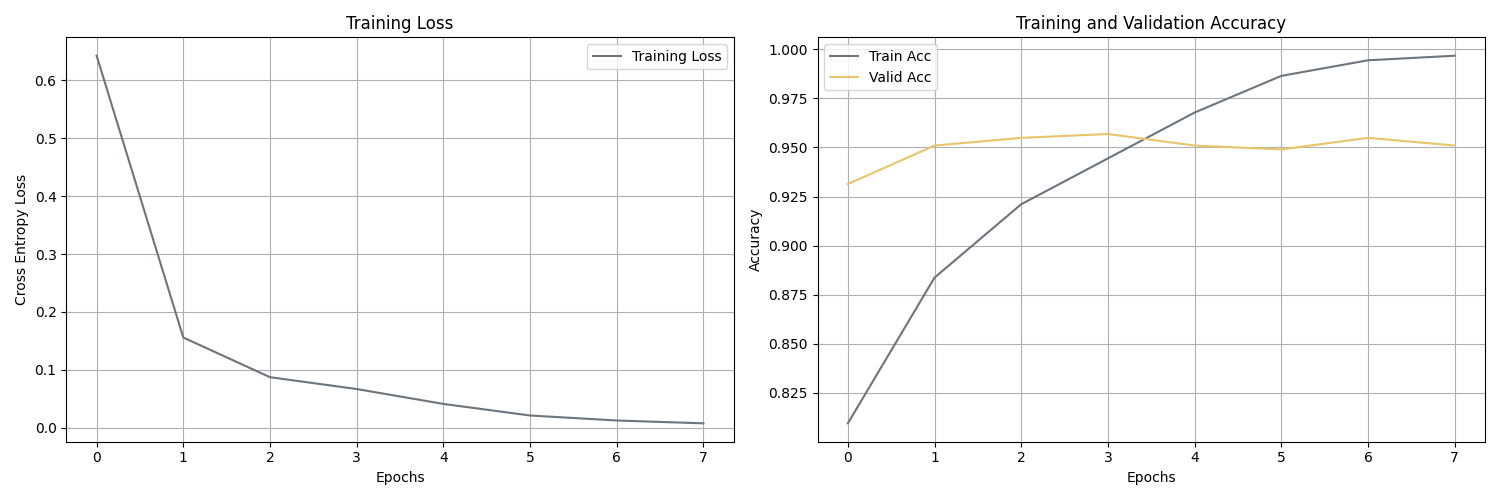 Training Loss
Training Loss
0.6
0.5
0.4
0.3
0.2
0.1
0.0
Cross Entropy Loss
0 1 2 3 4 5 6 7
Epochs
Training and Validation Accuracy
Train Acc
Valid Acc
1.000
0.975
0.950
0.925
0.900
0.875
0.850
0.825
Accuracy
0 1 2 3 4 5 6 7
Epochs